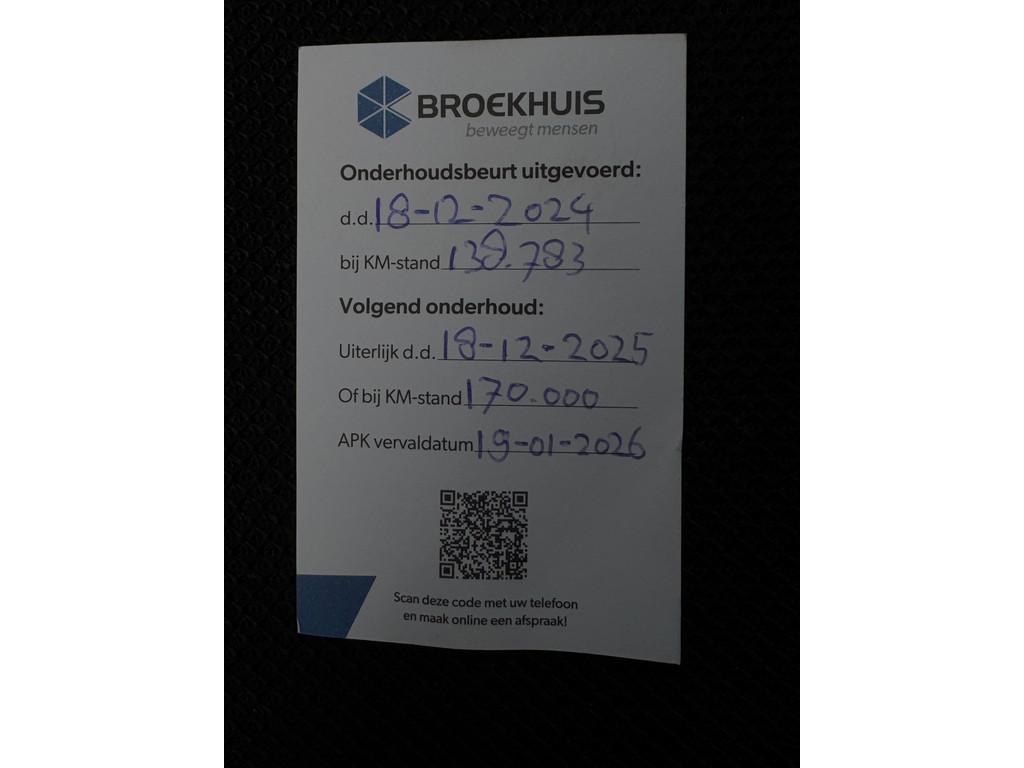 BROEKHUIS
beweegt mensen
Onderhoudsbeurt uitgevoerd:
d.d. 18-12-2024
bij KM-stand 138.783
Volgend onderhoud:
Uiterlijk d.d. 18-12-2025
Of bij KM-stand 170.000
APK vervaldatum 19-01-2026
Scan deze code met uw telefoon
en maak online een afspraak!